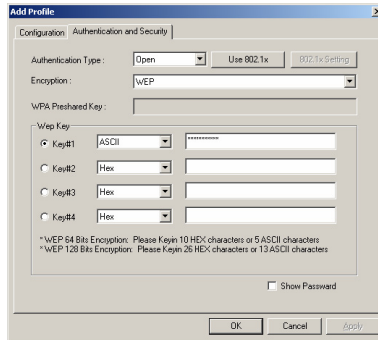 Add Profile
Configuration Authentication and Security
Authentication Type : Open Use 802.1x 802.1x Setting
Encryption : WEP
WPA Preshared Key :
Wep Key
Key#1 ASCII **********
Key#2 Hex
Key#3 Hex
Key#4 Hex
* WEP 64 Bits Encryption: Please Keyin 10 HEX characters or 5 ASCII characters
* WEP 128 Bits Encryption: Please Keyin 26 HEX characters or 13 ASCII characters
Show Passward
OK Cancel Apply